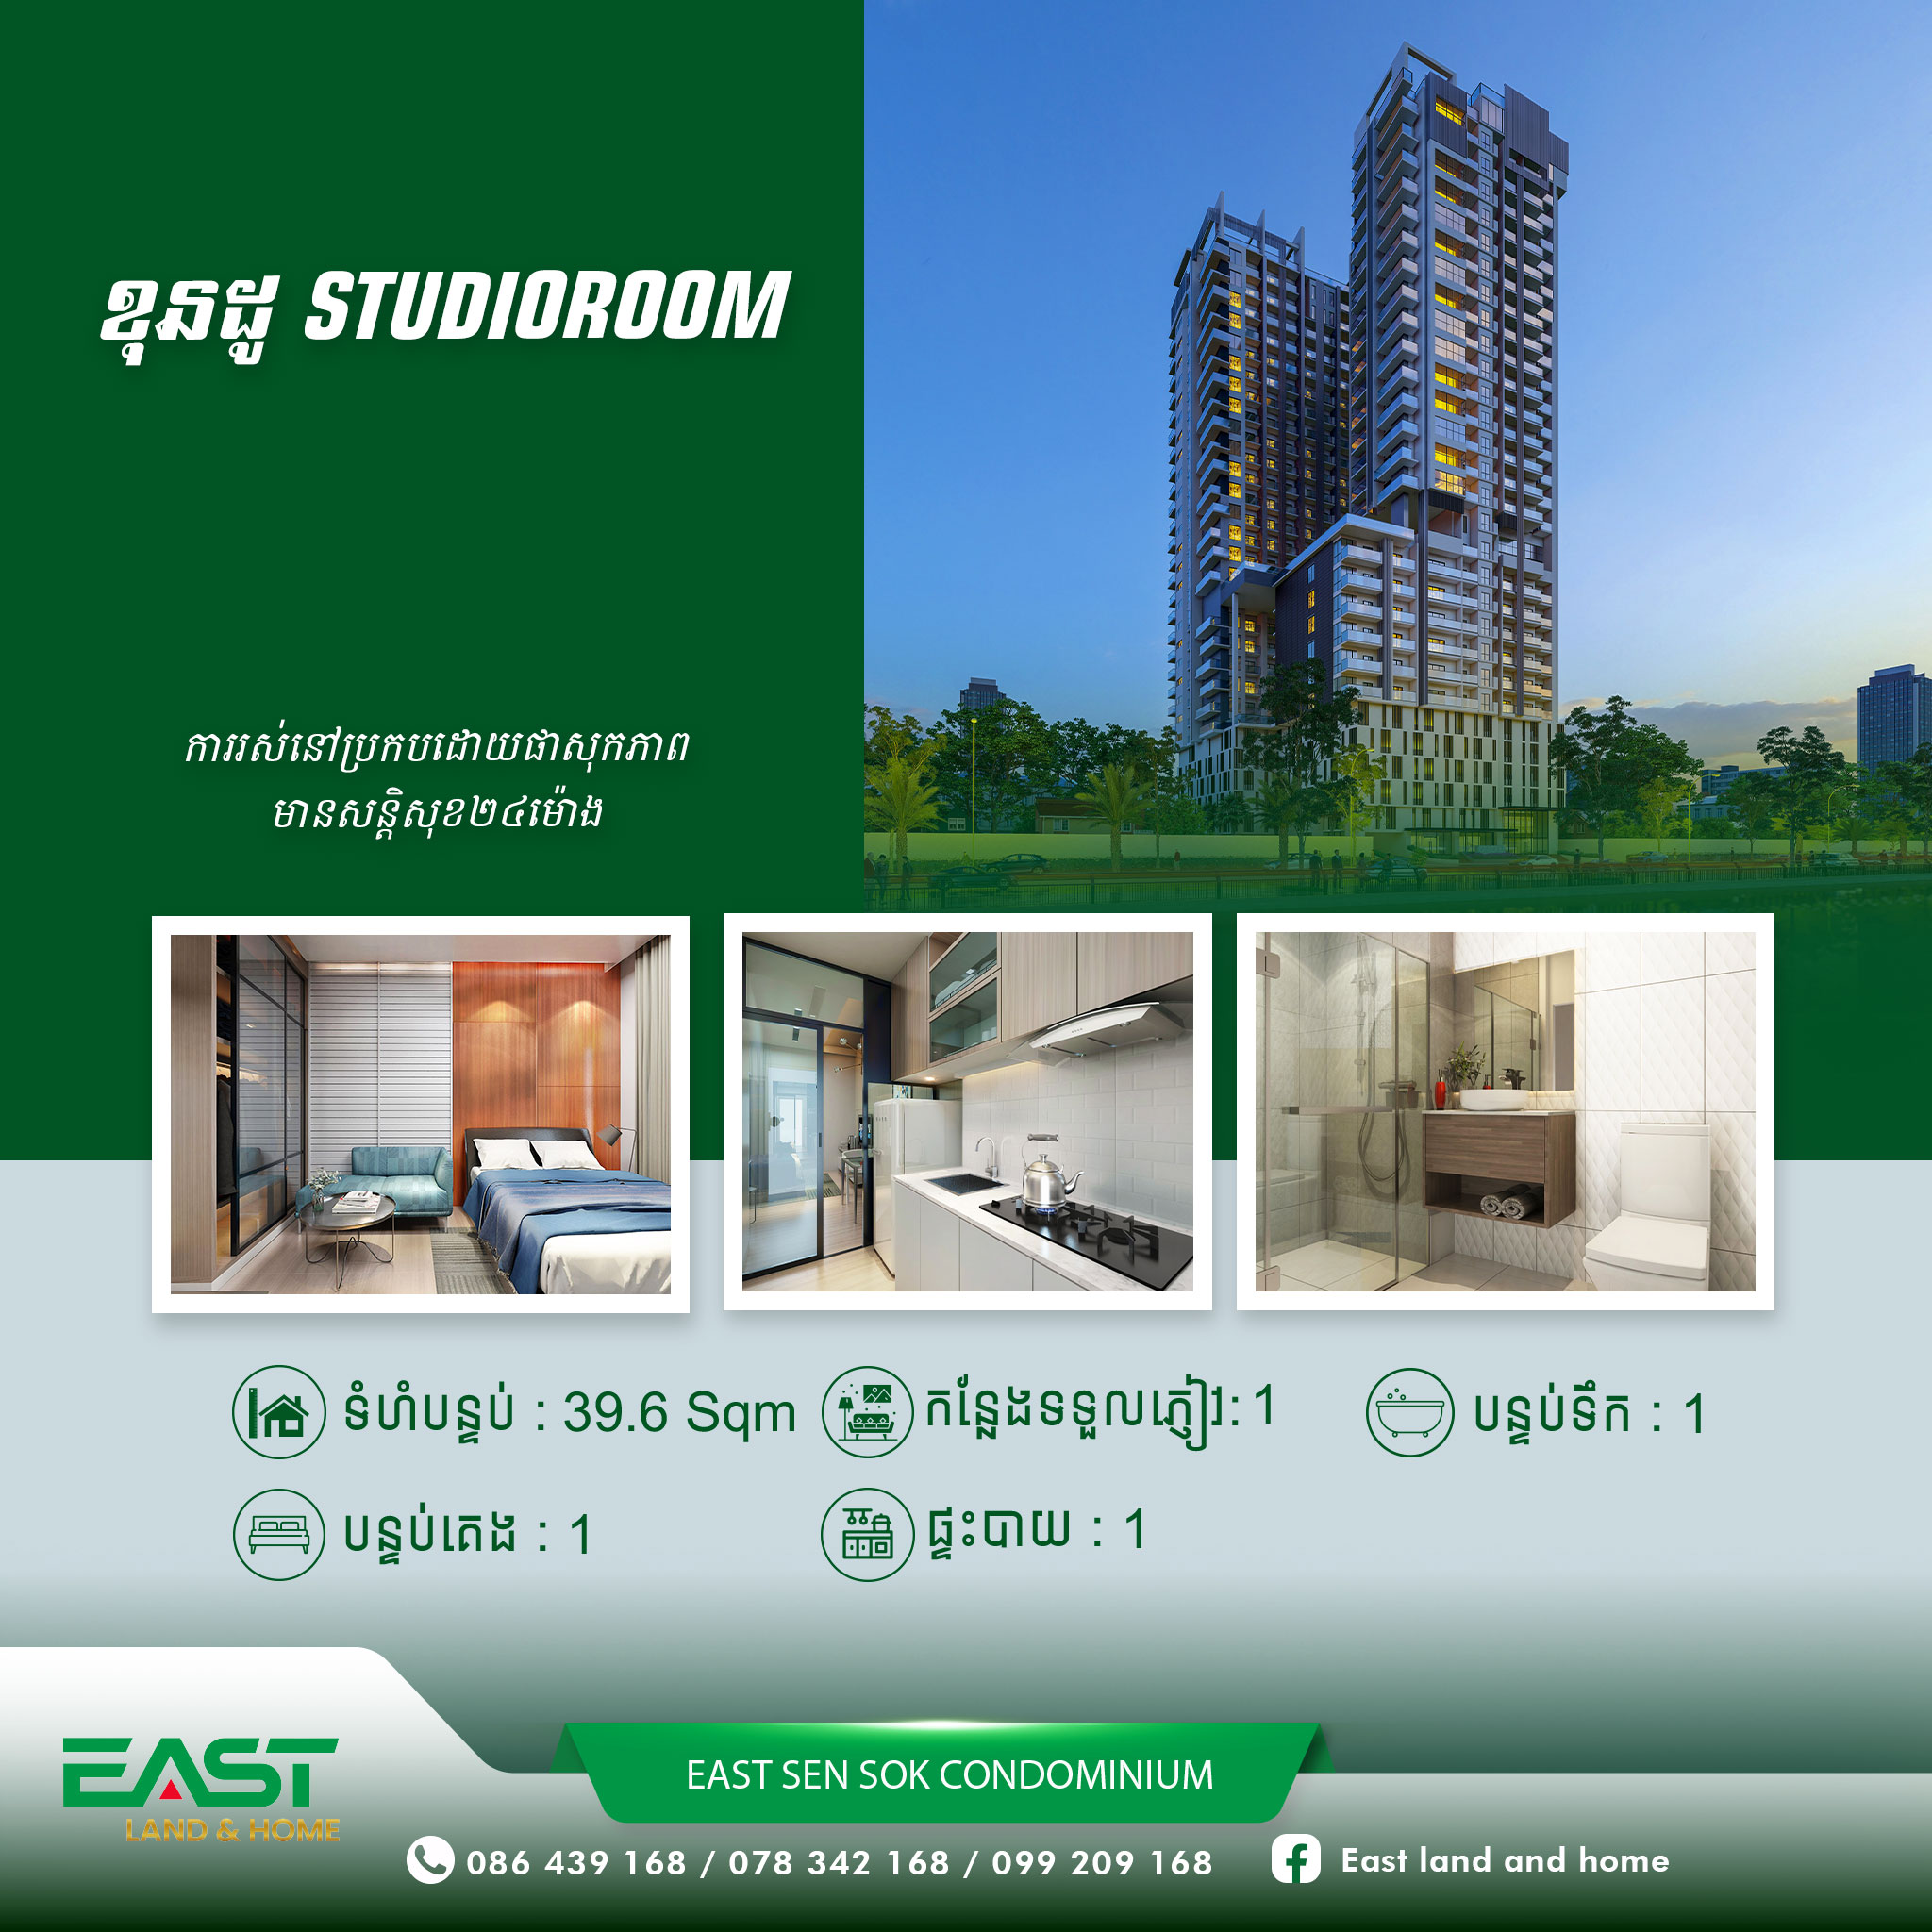 ខុនដូ STUDIOROOM
ការរស់នៅប្រកបដោយផាសុកភាព
មានសន្តិសុខ២៤ម៉ោង
ទំហំបន្ទប់ : 39.6 Sqm
កន្លែងទទួលភ្ញៀវ: 1
បន្ទប់ទឹក : 1
បន្ទប់គេង : 1
ផ្ទះបាយ : 1
EAST
LAND & HOME
EAST SEN SOK CONDOMINIUM
086 439 168 / 078 342 168 / 099 209 168
East land and home